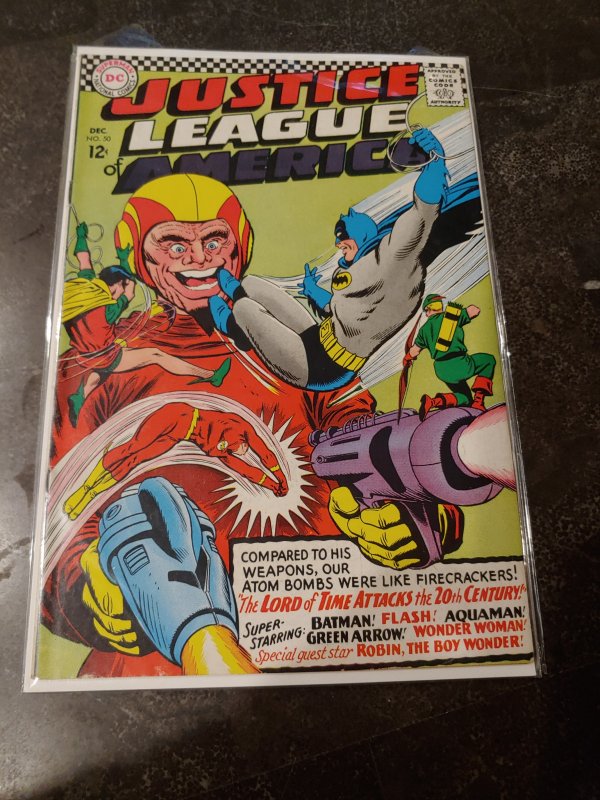 SUPERMAN
DC
NATIONAL COMICS
JUSTICE
LEAGUE
of AMERICA
APPROVED
BY THE
COMICS
CODE
AUTHORITY
DEC.
NO. 50
12¢
COMPARED TO HIS
WEAPONS, OUR
ATOM BOMBS WERE LIKE FIRECRACKERS!
"The LORD of TIME ATTACKS the 20th CENTURY!"
SUPER-STARRING: BATMAN! FLASH! AQUAMAN!
GREEN ARROW! WONDER WOMAN!
Special guest star ROBIN, THE BOY WONDER!